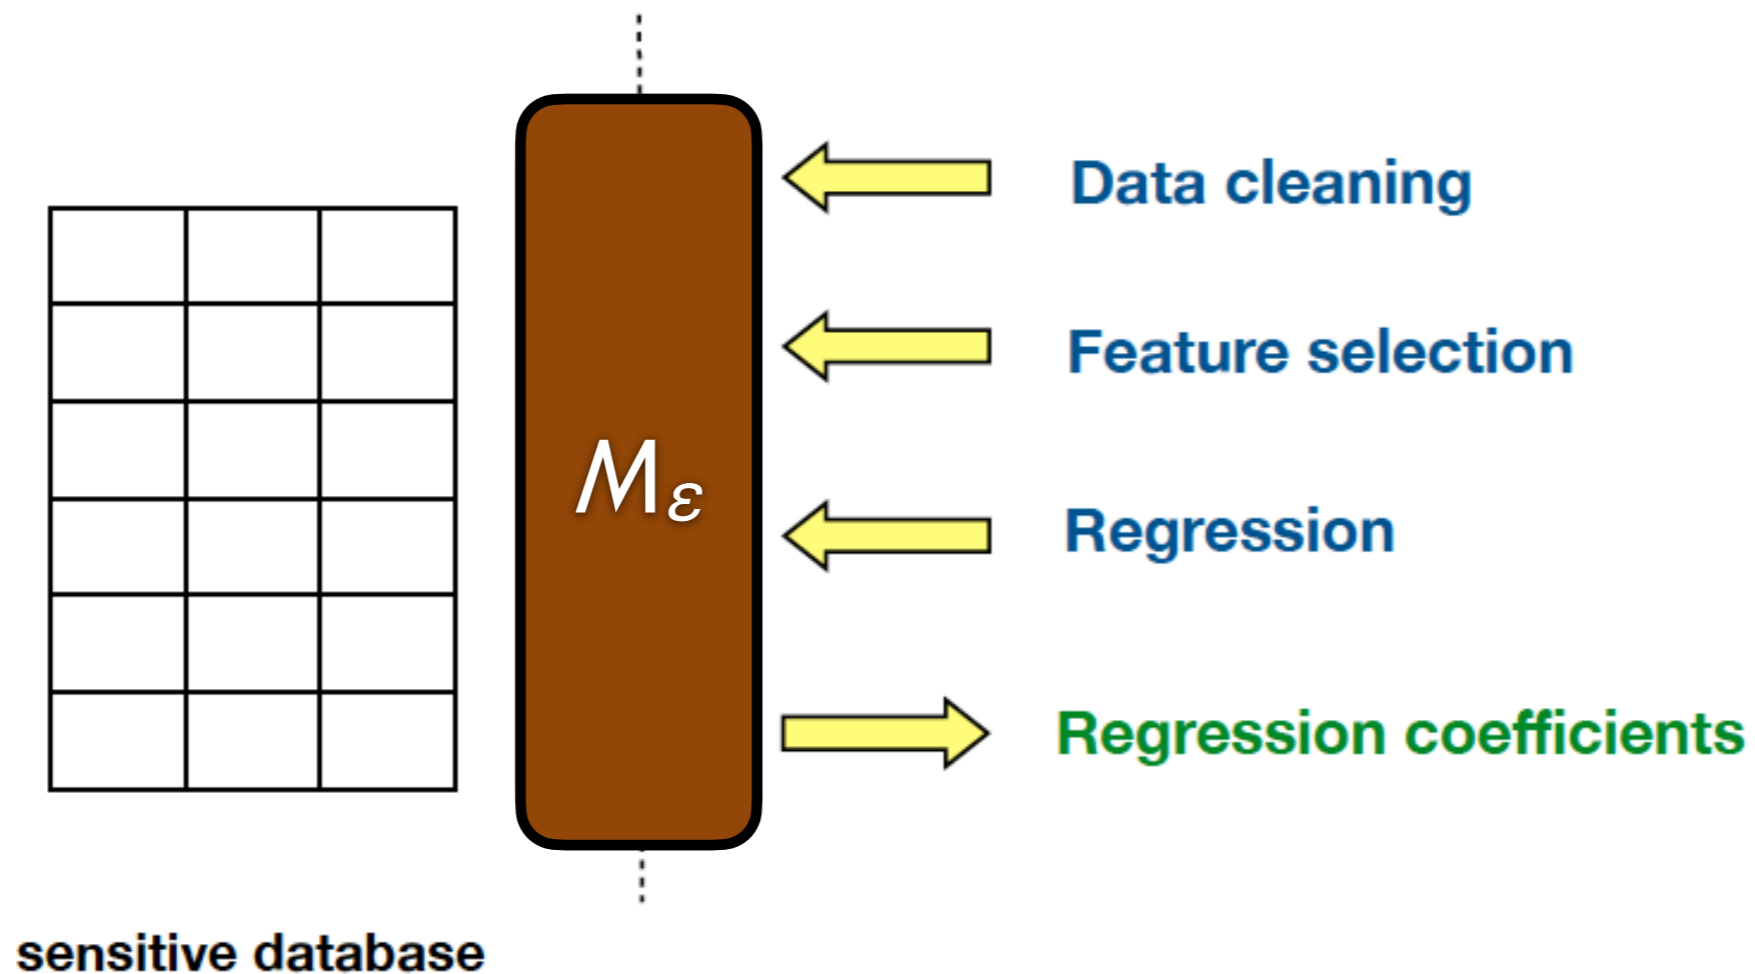 Data cleaning
Feature selection
Mε
Regression
Regression coefficients
sensitive database